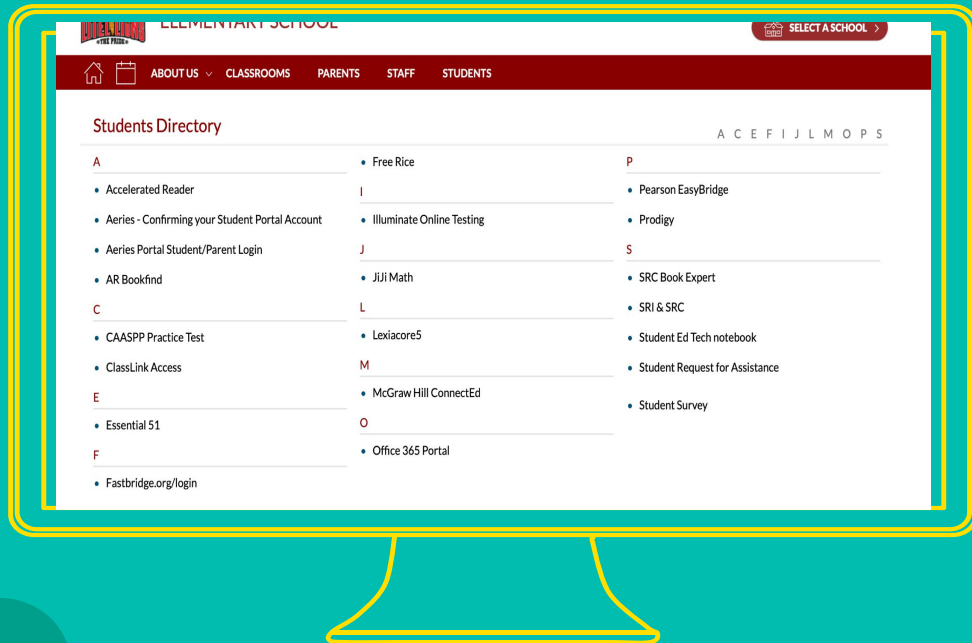 ELEMENTARY SCHOOL
THE PRIDE
SELECT A SCHOOL >
ABOUT US CLASSROOMS PARENTS STAFF STUDENTS
Students Directory
A C E F I J L M O P S
A
• Accelerated Reader
• Aeries - Confirming your Student Portal Account
• Aeries Portal Student/Parent Login
• AR Bookfind
C
• CAASPP Practice Test
• ClassLink Access
E
• Essential 51
F
• Fastbridge.org/login
• Free Rice
I
• Illuminate Online Testing
J
• JiJi Math
L
• Lexiacore5
M
• McGraw Hill ConnectEd
O
• Office 365 Portal
P
• Pearson EasyBridge
• Prodigy
S
• SRC Book Expert
• SRI & SRC
• Student Ed Tech notebook
• Student Request for Assistance
• Student Survey